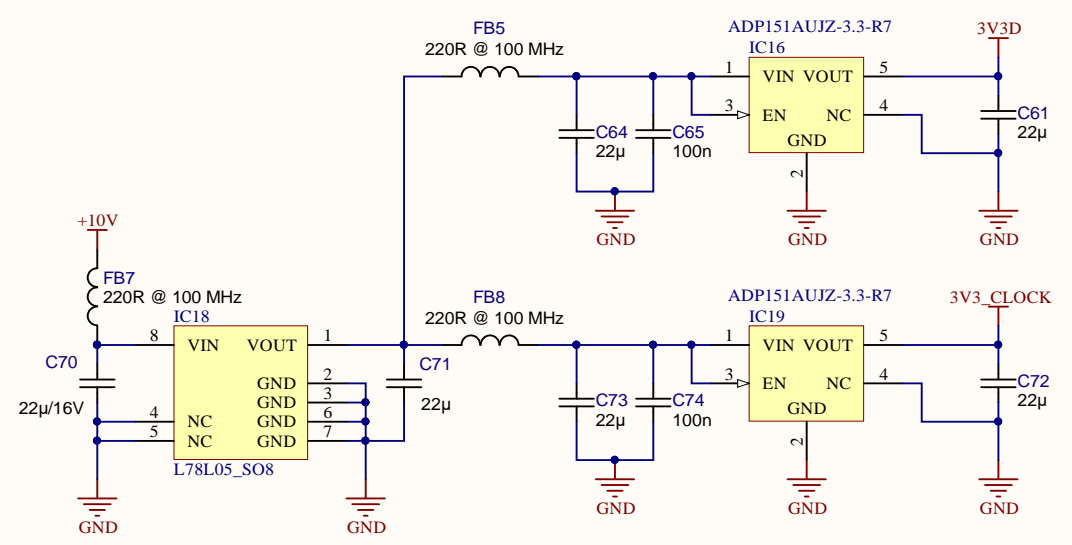 FB5
220R @ 100 MHz
ADP151AUJZ-3.3-R7
IC16
3V3D
1 VIN VOUT 5
3 EN NC 4
GND
2
C64
22µ
C65
100n
C61
22µ
GND
GND
GND
+10V
FB7
220R @ 100 MHz
IC18
8 VIN VOUT 1
GND 2
GND 3
4 NC GND 6
5 NC GND 7
L78L05_SO8
C70
22µ/16V
C71
22µ
GND
GND
FB8
220R @ 100 MHz
ADP151AUJZ-3.3-R7
IC19
3V3_CLOCK
1 VIN VOUT 5
3 EN NC 4
GND
2
C73
22µ
C74
100n
C72
22µ
GND
GND
GND